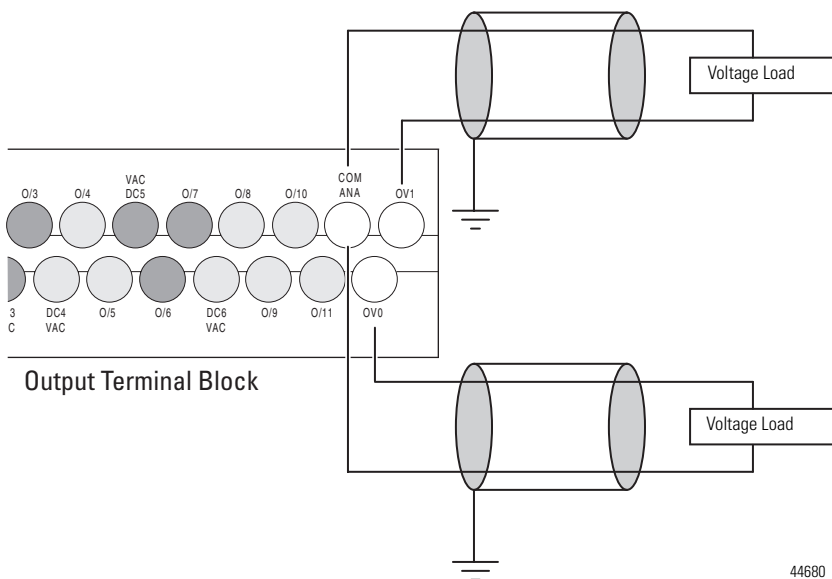 Voltage Load
VAC COM
O/3 O/4 DC5 O/7 O/8 O/10 ANA OV1
3 DC4 O/5 O/6 DC6 O/9 O/11 OV0
C VAC VAC
Output Terminal Block
Voltage Load
44680